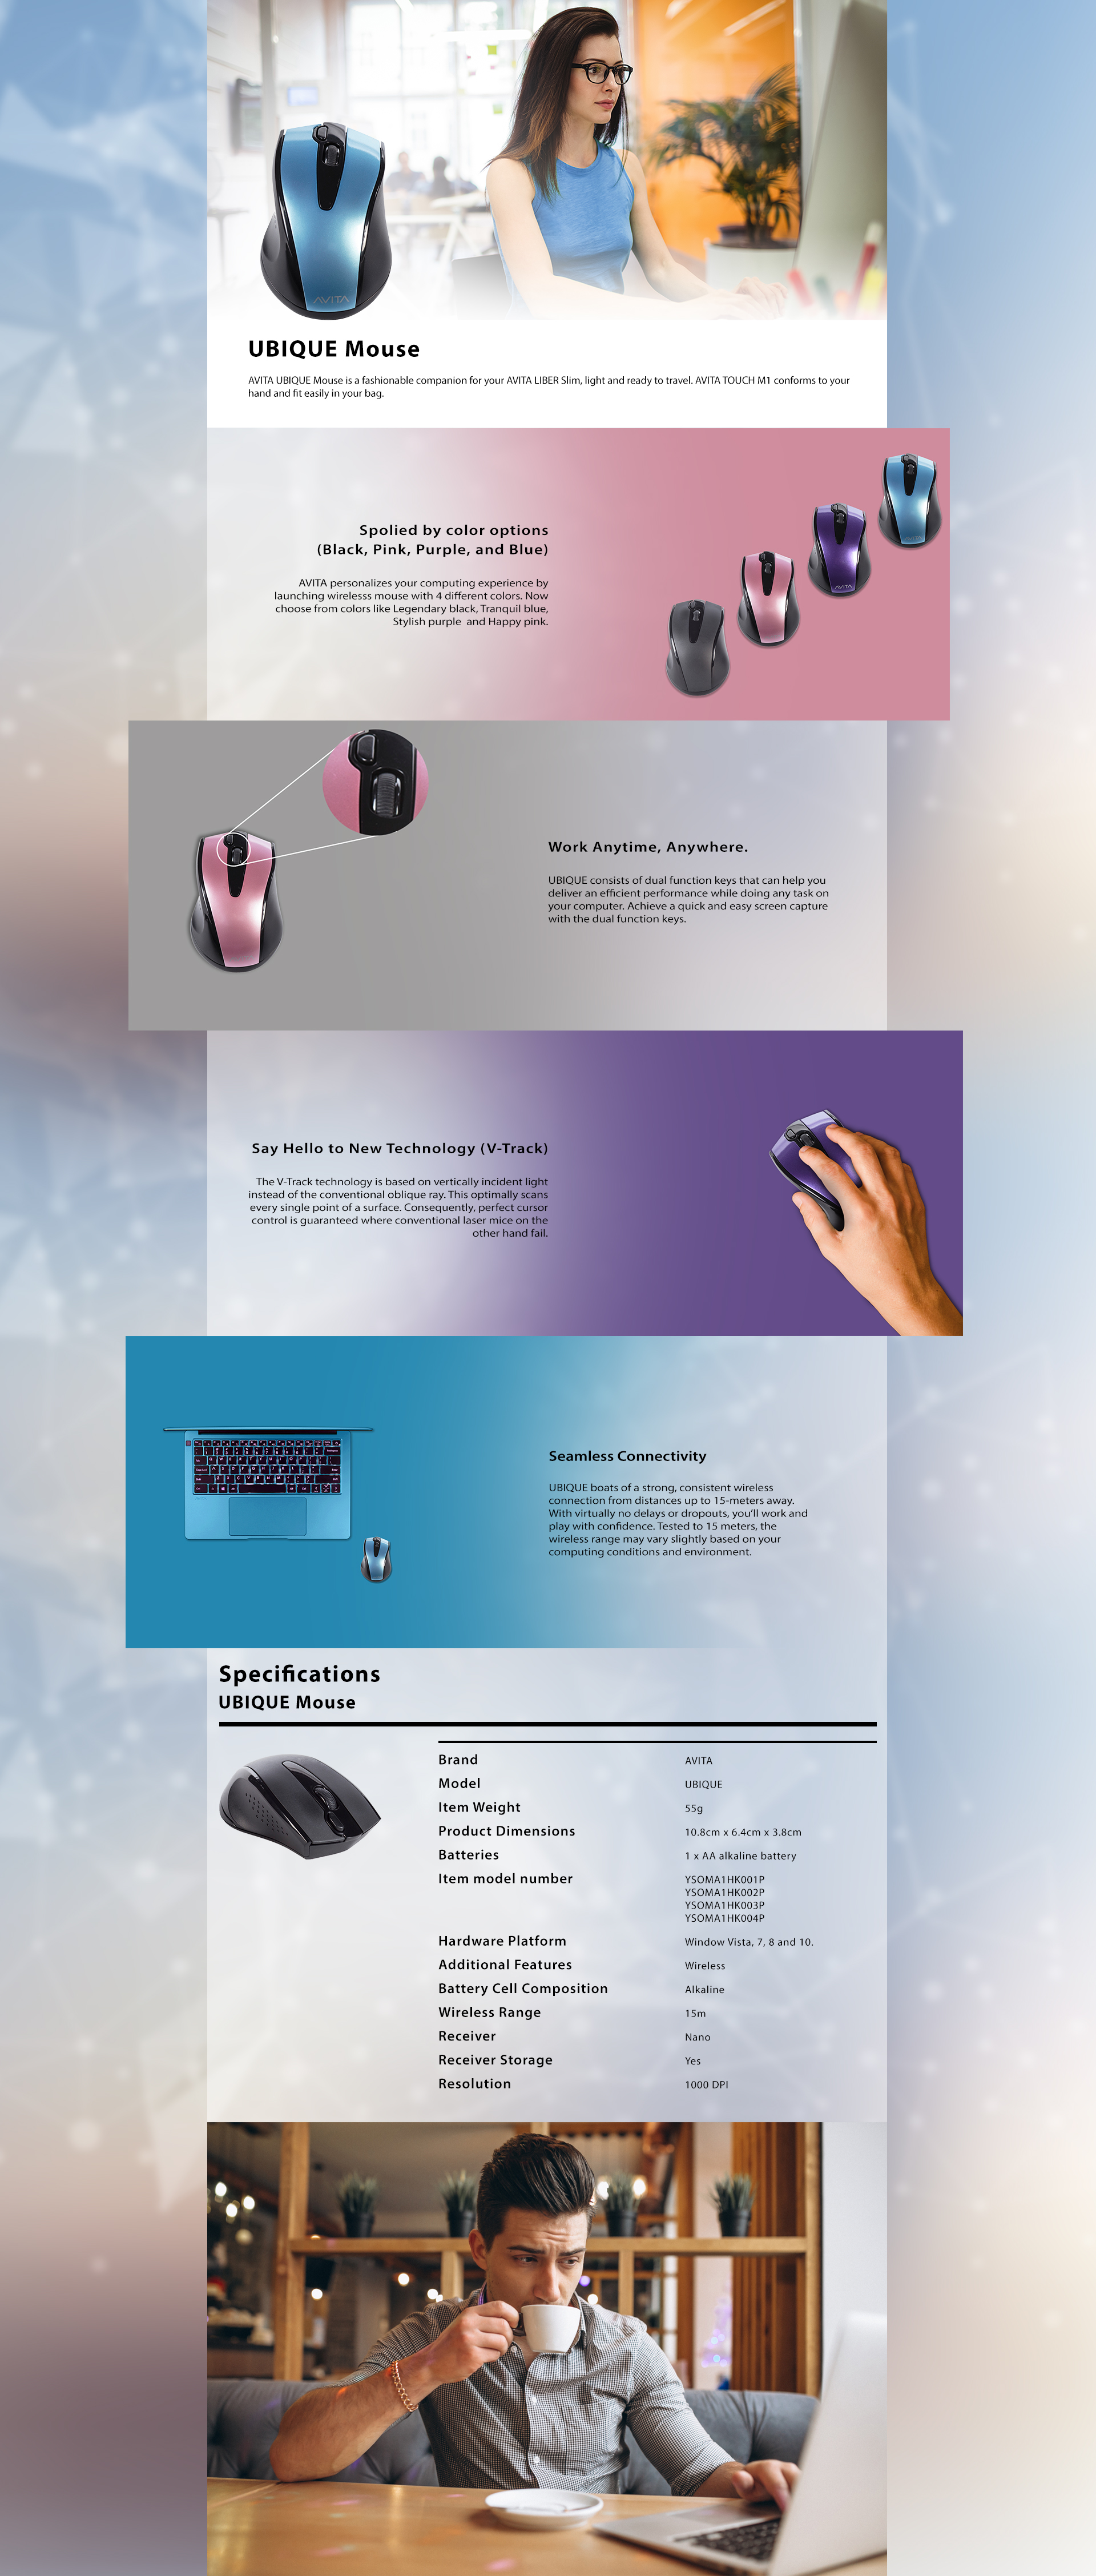 AVITA
UBIQUE Mouse
AVITA UBIQUE Mouse is a fashionable companion for your AVITA LIBER Slim, light and ready to travel. AVITA TOUCH M1 conforms to your
hand and fit easily in your bag.
Spolied by color options
(Black, Pink, Purple, and Blue)
AVITA personalizes your computing experience by
launching wirelesss mouse with 4 different colors. Now
choose from colors like Legendary black, Tranquil blue,
Stylish purple and Happy pink.
AVITA
Work Anytime, Anywhere.
UBIQUE consists of dual function keys that can help you
deliver an efficient performance while doing any task on
your computer. Achieve a quick and easy screen capture
with the dual function keys.
Say Hello to New Technology (V-Track)
The V-Track technology is based on vertically incident light
instead of the conventional oblique ray. This optimally scans
every single point of a surface. Consequently, perfect cursor
control is guaranteed where conventional laser mice on the
other hand fail.
Seamless Connectivity
UBIQUE boats of a strong, consistent wireless
connection from distances up to 15-meters away.
With virtually no delays or dropouts, you'll work and
play with confidence. Tested to 15 meters, the
wireless range may vary slightly based on your
computing conditions and environment.
Specifications
UBIQUE Mouse
Brand AVITA
Model UBIQUE
Item Weight 55g
Product Dimensions 10.8cm x 6.4cm x 3.8cm
Batteries 1 x AA alkaline battery
Item model number YSOMA1HK001P
YSOMA1HK002P
YSOMA1HK003P
YSOMA1HK004P
Hardware Platform Window Vista, 7, 8 and 10.
Additional Features Wireless
Battery Cell Composition Alkaline
Wireless Range 15m
Receiver Nano
Receiver Storage Yes
Resolution 1000 DPI